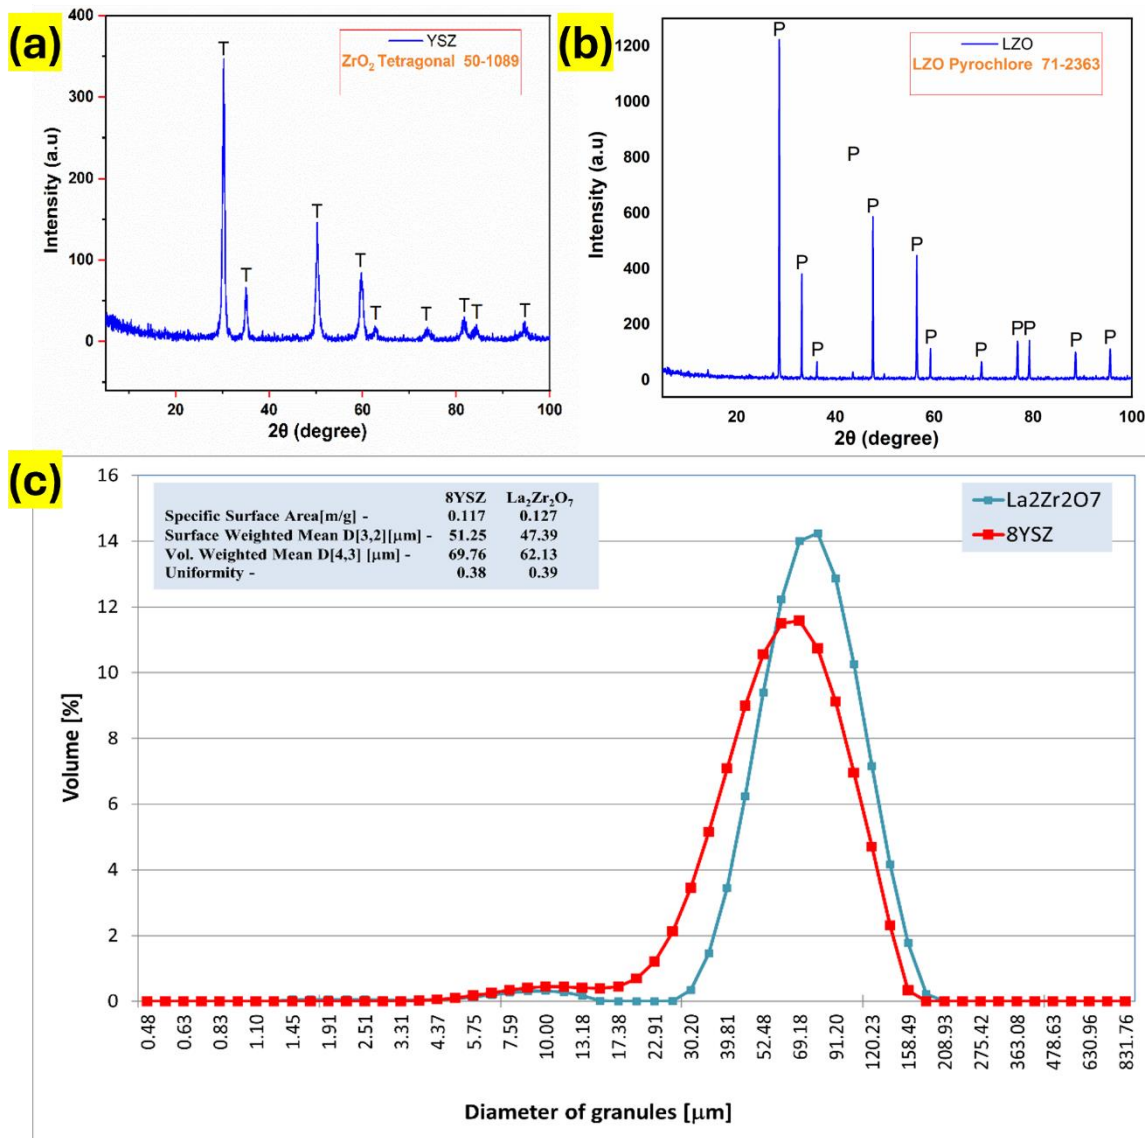 (a)
400
300
200
100
0
Intensity (a.u)
YSZ
ZrO₂ Tetragonal 50-1089
T
T
T
T
T
T
T
T
T
20 40 60 80 100
2θ (degree)
(b)
1200
1000
800
600
400
200
0
Intensity (a.u)
LZO
LZO Pyrochlore 71-2363
P
P
P
P
P
P
P
P
P P
P
P
20 40 60 80 100
2θ (degree)
(c)
16
14
12
10
8
6
4
2
0
Volume [%]
8YSZ La₂Zr₂O₇
Specific Surface Area[m/g] - 0.117 0.127
Surface Weighted Mean D[3,2][μm] - 51.25 47.39
Vol. Weighted Mean D[4,3] [μm] - 69.76 62.13
Uniformity - 0.38 0.39
La2Zr2O7
8YSZ
0.48 0.63 0.83 1.10 1.45 1.91 2.51 3.31 4.37 5.75 7.59 10.00 13.18 17.38 22.91 30.20 39.81 52.48 69.18 91.20 120.23 158.49 208.93 275.42 363.08 478.63 630.96 831.76
Diameter of granules [μm]